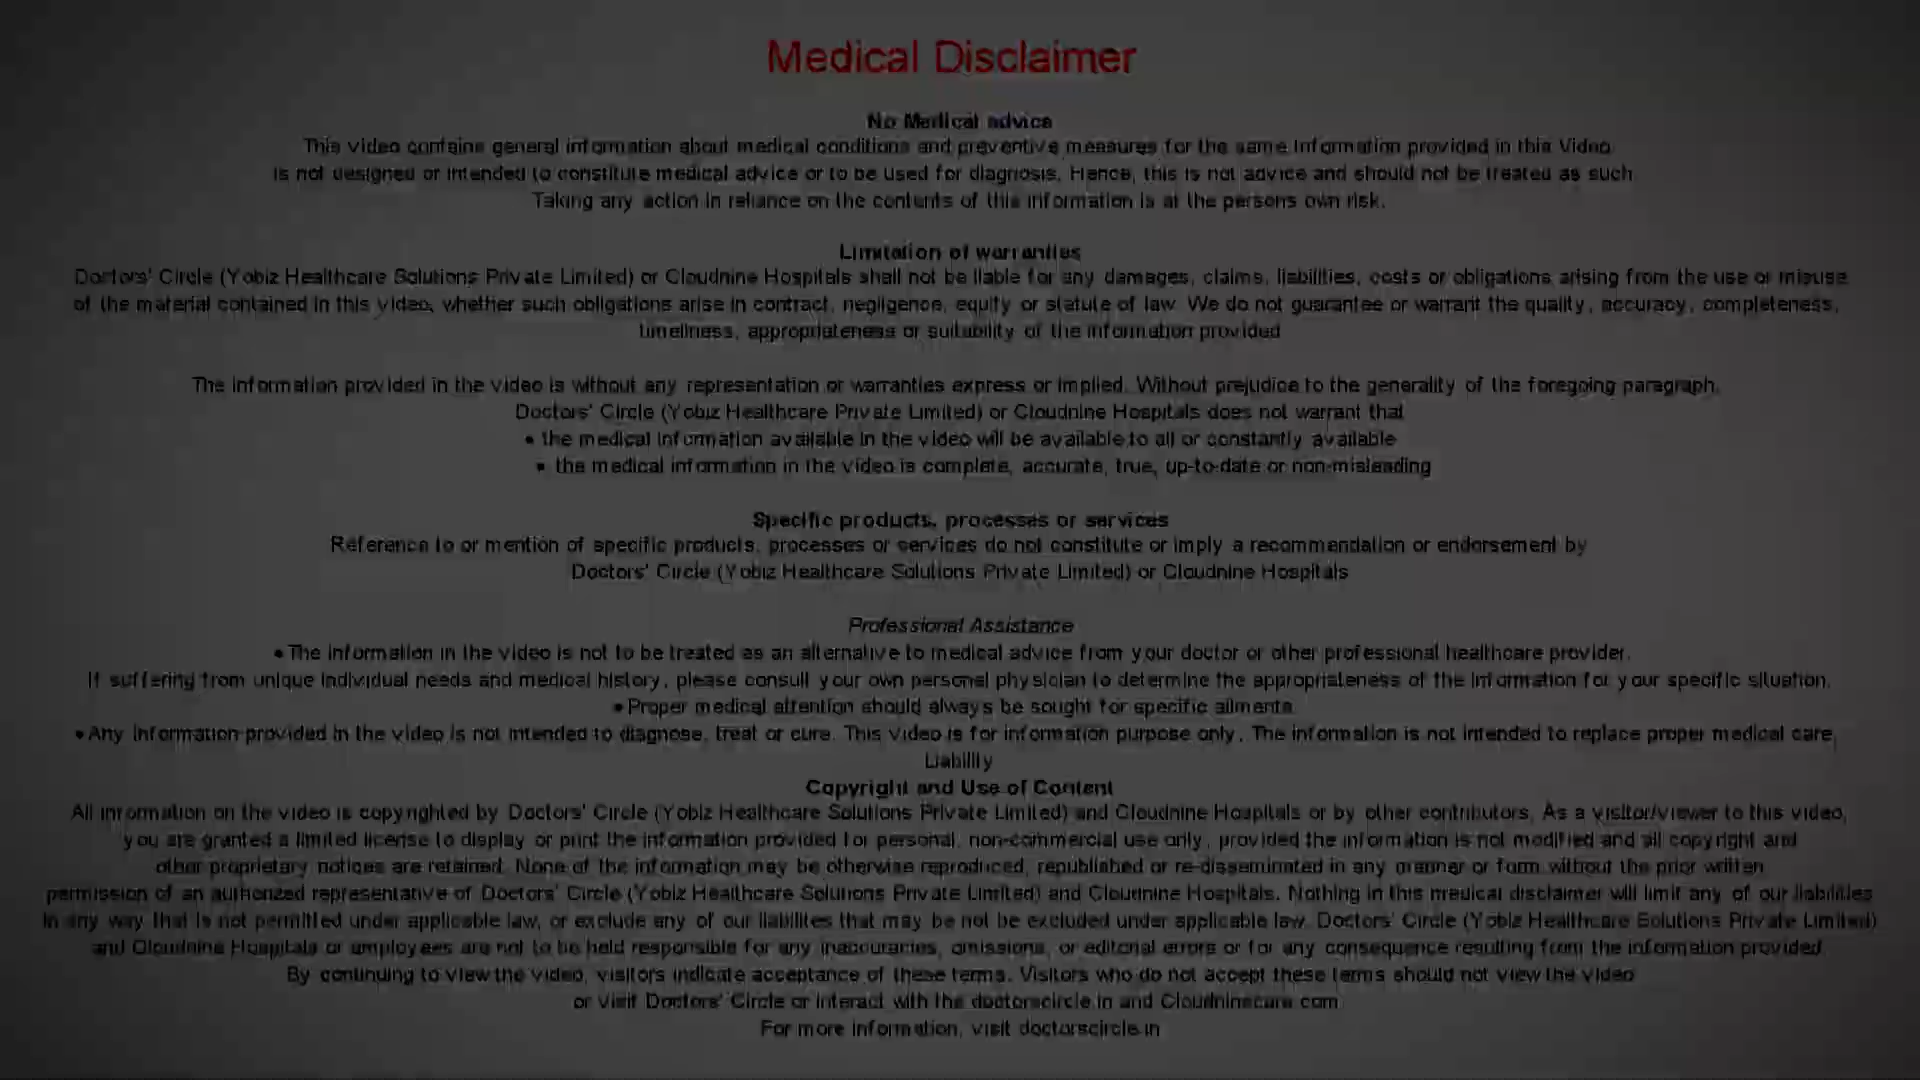 Medical Disclaimer
No Medical advice
This video contains general information about medical conditions and preventive measures for the same Information provided in this Video
is not designed or intended to constitute medical advice or to be used for diagnosis. Hence, this is not advice and should not be treated as such
Taking any action in reliance on the contents of this information is at the persons own risk.
Limitation of warranties
Doctors' Circle (Yobiz Healthcare Solutions Private Limited) or Cloudnine Hospitals shall not be liable for any damages, claims, liabilities, costs or obligations arising from the use or misuse
of the material contained in this video, whether such obligations arise in contract, negligence, equity or statute of law. We do not guarantee or warrant the quality, accuracy, completeness,
timeliness, appropriateness or suitability of the information provided
The information provided in the video is without any representation or warranties express or implied. Without prejudice to the generality of the foregoing paragraph,
Doctors' Circle (Yobiz Healthcare Private Limited) or Cloudnine Hospitals does not warrant that
• the medical information available in the video will be available to all or constantly available
• the medical information in the video is complete, accurate, true, up-to-date or non-misleading
Specific products, processes or services
Reference to or mention of specific products, processes or services do not constitute or imply a recommendation or endorsement by
Doctors' Circle (Yobiz Healthcare Solutions Private Limited) or Cloudnine Hospitals
Professional Assistance
• The information in the video is not to be treated as an alternative to medical advice from your doctor or other professional healthcare provider.
If suffering from unique individual needs and medical history, please consult your own personal physician to determine the appropriateness of the information for your specific situation.
• Proper medical attention should always be sought for specific ailments
• Any information provided in the video is not intended to diagnose, treat or cure. This Video is for information purpose only. The information is not intended to replace proper medical care,
Liability
Copyright and Use of Content
All information on the video is copyrighted by Doctors' Circle (Yobiz Healthcare Solutions Private Limited) and Cloudnine Hospitals or by other contributors. As a visitor/viewer to this video,
you are granted a limited license to display or print the information provided for personal, non-commercial use only, provided the information is not modified and all copyright and
other proprietary notices are retained. None of the information may be otherwise reproduced, republished or re-disseminated in any manner or form without the prior written
permission of an authorized representative of Doctors' Circle (Yobiz Healthcare Solutions Private Limited) and Cloudnine Hospitals. Nothing in this medical disclaimer will limit any of our liabilities
in any way that is not permitted under applicable law, or exclude any of our liabilites that may be not be excluded under applicable law. Doctors' Circle (Yobiz Healthcare Solutions Private Limited)
and Cloudnine Hospitals or employees are not to be held responsible for any inaccuracies, omissions, or editorial errors or for any consequence resulting from the information provided.
By continuing to view the video, visitors indicate acceptance of these terms. Visitors who do not accept these terms should not view the video
or visit Doctors' Circle or interact with the doctorscircle.in and Cloudninecare.com
For more information, visit doctorscircle.in